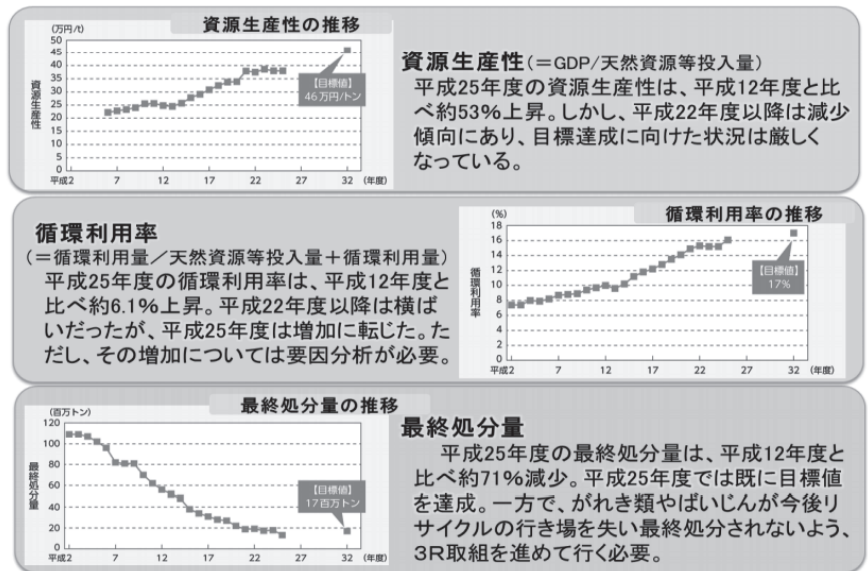 資源生産性の推移
(万円/t)
50
45
40
35
30
25
20
15
10
5
0
資源生産性
【目標値】
46万円/トン
平成2 7 12 17 22 27 32 (年度)
資源生産性(=GDP/天然資源等投入量)
平成25年度の資源生産性は、平成12年度と比
べ約53%上昇。しかし、平成22年度以降は減少
傾向にあり、目標達成に向けた状況は厳しく
なっている。
循環利用率
(=循環利用量/天然資源等投入量+循環利用量)
平成25年度の循環利用率は、平成12年度と
比べ約6.1%上昇。平成22年度以降は横ば
いだったが、平成25年度は増加に転じた。た
だし、その増加については要因分析が必要。
循環利用率の推移
(%)
18
16
14
12
10
8
6
4
2
0
循環利用率
【目標値】
17%
平成2 7 12 17 22 27 32 (年度)
最終処分量の推移
(百万トン)
120
100
80
60
40
20
0
最終処分量
【目標値】
17百万トン
平成2 7 12 17 22 27 32 (年度)
最終処分量
平成25年度の最終処分量は、平成12年度と
比べ約71%減少。平成25年度では既に目標値
を達成。一方で、がれき類やばいじんが今後リ
サイクルの行き場を失い最終処分されないよう、
3R取組を進めて行く必要。